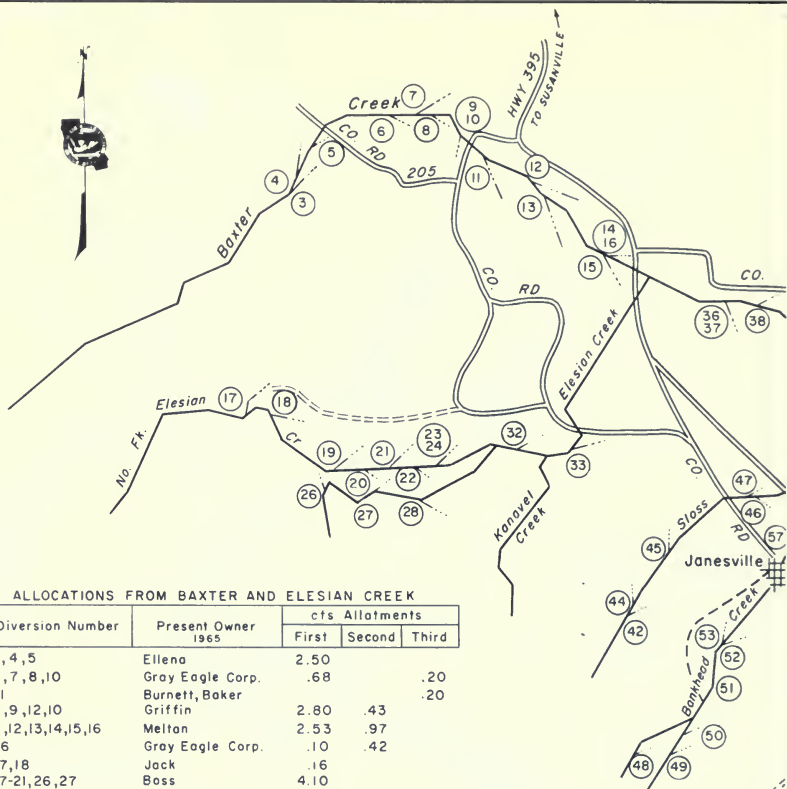 HWY 395
TO SUSANVILLE
Creek
7
9
10
6
8
CO RD
205
5
4
3
11
12
13
14
16
15
Baxter
CO.
RD
CO.
36
37
38
Elesian Creek
Elesian
17
18
No. Fk.
Cr
19
21
23
24
32
20
22
33
26
27
28
Kanavel
Creek
CO
RD
47
46
Sloss
45
57
Janesville
44
42
Creek
53
52
Bankhead
51
50
48
49
ALLOCATIONS FROM BAXTER AND ELESIAN CREEK
Diversion Number Present Owner 1965 cfs Allotments
First Second Third
,4,5 Ellena 2.50
,7,8,10 Gray Eagle Corp. .68 .20
1 Burnett, Baker .20
,9,12,10 Griffin 2.80 .43
,12,13,14,15,16 Meltan 2.53 .97
6 Gray Eagle Corp. .10 .42
7,18 Jack .16
7-21,26,27 Bass 4.10